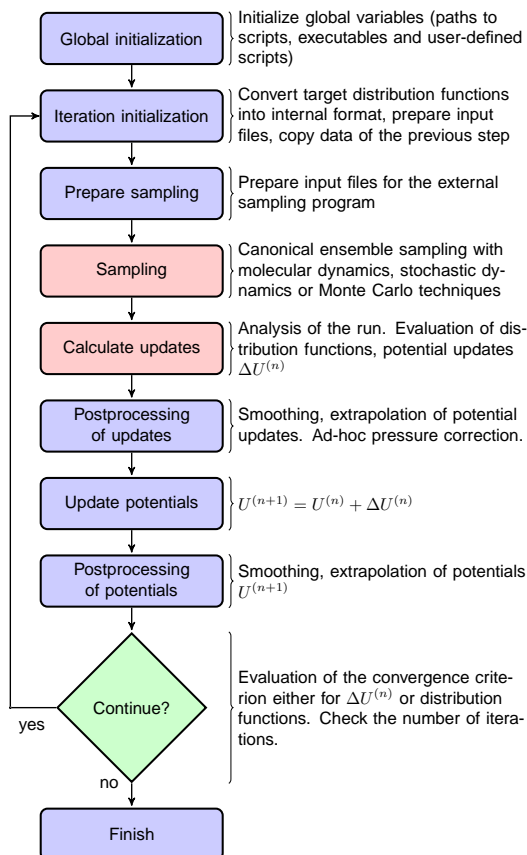 Global initialization
Initialize global variables (paths to
scripts, executables and user-defined
scripts)
Iteration initialization
Convert target distribution functions
into internal format, prepare input
files, copy data of the previous step
Prepare sampling
Prepare input files for the external
sampling program
Sampling
Canonical ensemble sampling with
molecular dynamics, stochastic dy-
namics or Monte Carlo techniques
Calculate updates
Analysis of the run. Evaluation of dis-
tribution functions, potential updates
ΔU⁽ⁿ⁾
Postprocessing
of updates
Smoothing, extrapolation of potential
updates. Ad-hoc pressure correction.
Update potentials
U⁽ⁿ⁺¹⁾ = U⁽ⁿ⁾ + ΔU⁽ⁿ⁾
Postprocessing
of potentials
Smoothing, extrapolation of potentials
U⁽ⁿ⁺¹⁾
Continue?
Evaluation of the convergence crite-
rion either for ΔU⁽ⁿ⁾ or distribution
functions. Check the number of itera-
tions.
yes
no
Finish